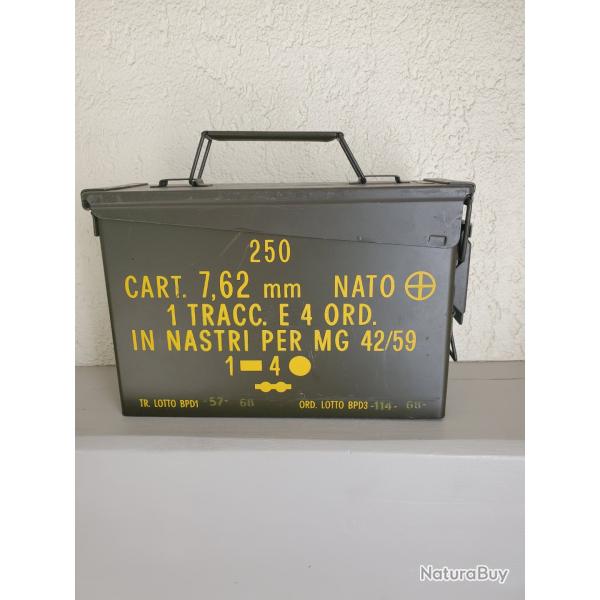 250
CART. 7,62 mm NATO
1 TRACC. E 4 ORD.
IN NASTRI PER MG 42/59
1 4
TR. LOTTO BPD1 -57- 68 ORD. LOTTO BPD3 -114- 68-
NaturaBuy